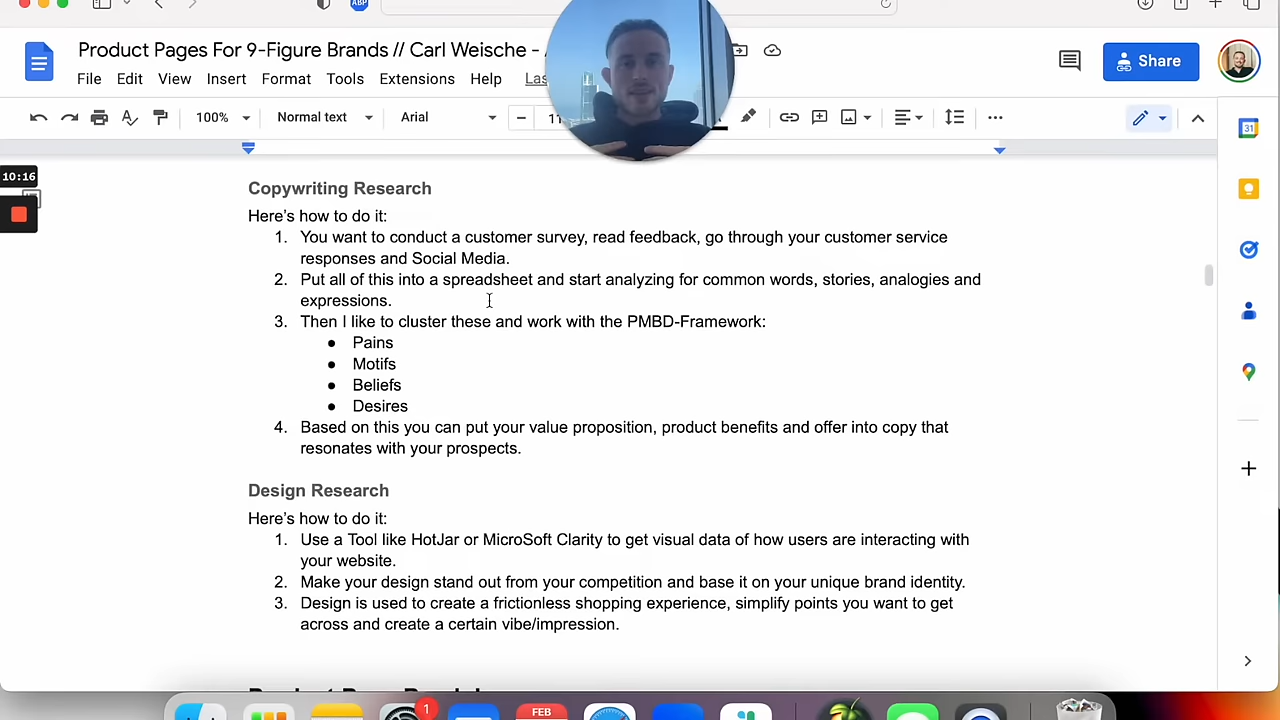 Product Pages For 9-Figure Brands // Carl Weische -
File Edit View Insert Format Tools Extensions Help
Share
100% Normal text Arial 11
10:16
31
Copywriting Research
Here's how to do it:
1. You want to conduct a customer survey, read feedback, go through your customer service
responses and Social Media.
2. Put all of this into a spreadsheet and start analyzing for common words, stories, analogies and
expressions.
3. Then I like to cluster these and work with the PMBD-Framework:
● Pains
● Motifs
● Beliefs
● Desires
4. Based on this you can put your value proposition, product benefits and offer into copy that
resonates with your prospects.
Design Research
Here's how to do it:
1. Use a Tool like HotJar or MicroSoft Clarity to get visual data of how users are interacting with
your website.
2. Make your design stand out from your competition and base it on your unique brand identity.
3. Design is used to create a frictionless shopping experience, simplify points you want to get
across and create a certain vibe/impression.
1
FEB